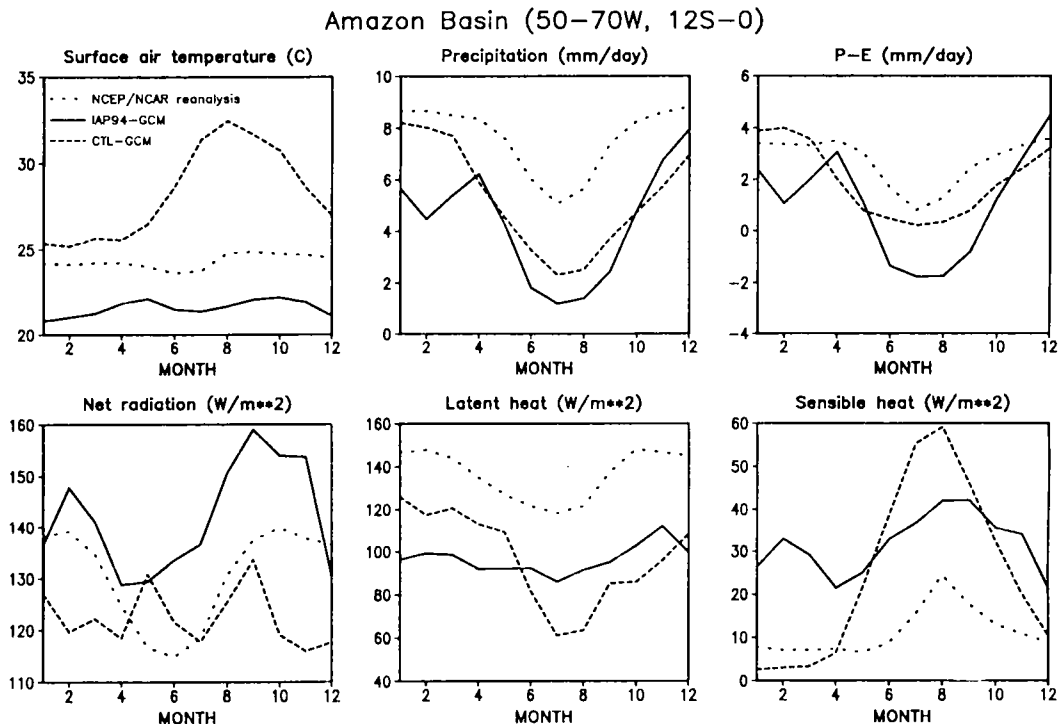 Amazon Basin (50-70W, 12S-0)
Surface air temperature (C)
35
30
25
20
NCEP/NCAR reanalysis
IAP94-GCM
CTL-GCM
2 4 6 8 10 12
MONTH
Precipitation (mm/day)
10
8
6
4
2
0
2 4 6 8 10 12
MONTH
P-E (mm/day)
6
4
2
0
-2
-4
2 4 6 8 10 12
MONTH
Net radiation (W/m**2)
160
150
140
130
120
110
2 4 6 8 10 12
MONTH
Latent heat (W/m**2)
160
140
120
100
80
60
40
2 4 6 8 10 12
MONTH
Sensible heat (W/m**2)
60
50
40
30
20
10
0
2 4 6 8 10 12
MONTH